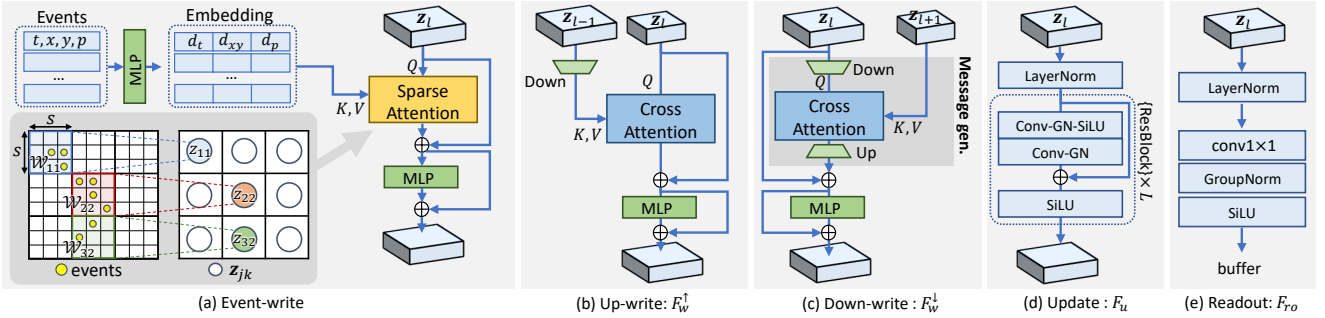 Events
Embedding
t, x, y, p
...
MLP
d_t d_xy d_p
...
z_l
Q
K, V
Sparse
Attention
MLP
S
S
𝒲_11
𝒲_22
𝒲_32
z_11
z_22
z_32
events
z_jk
(a) Event-write
z_{l-1}
z_l
Down
Q
K, V
Cross
Attention
MLP
(b) Up-write: F_w^↑
z_l
z_{l+1}
Down
Q
Cross
Attention
K, V
Up
Message gen.
MLP
(c) Down-write : F_w^↓
z_l
LayerNorm
Conv-GN-SiLU
Conv-GN
SiLU
{ResBlock}× L
(d) Update : F_u
z_l
LayerNorm
conv1×1
GroupNorm
SiLU
buffer
(e) Readout: F_ro